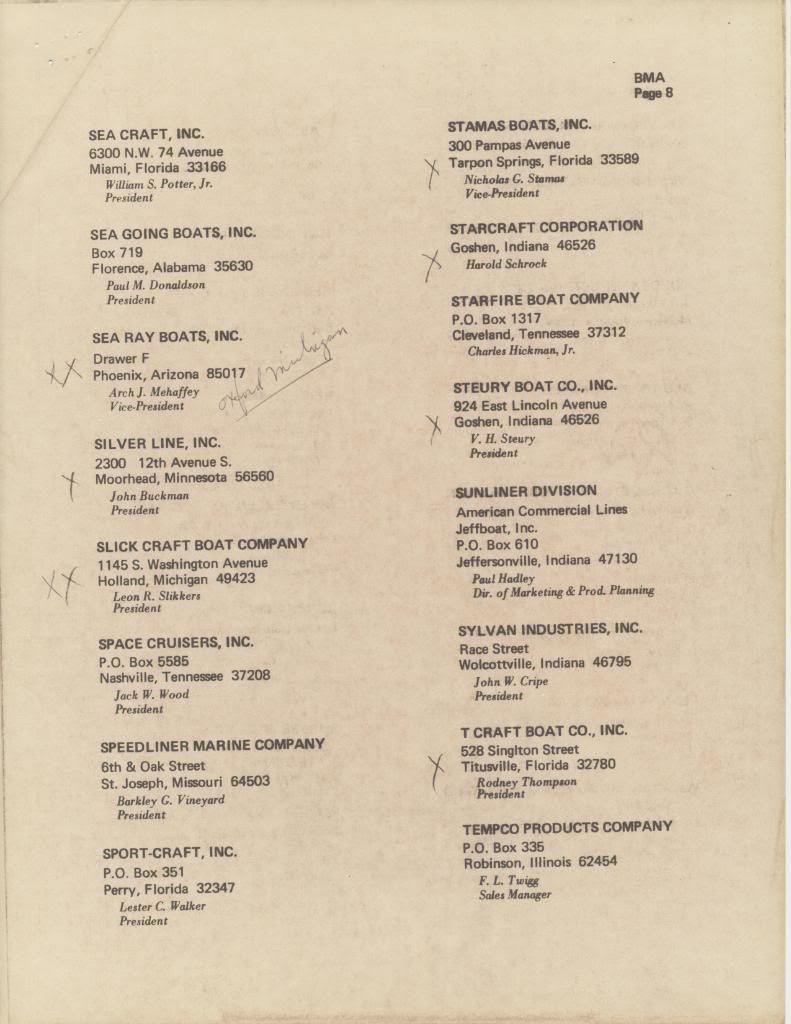 BMA
Page 8
SEA CRAFT, INC.
6300 N.W. 74 Avenue
Miami, Florida 33166
William S. Potter, Jr.
President
SEA GOING BOATS, INC.
Box 719
Florence, Alabama 35630
Paul M. Donaldson
President
SEA RAY BOATS, INC.
Drawer F
XX Phoenix, Arizona 85017
Arch J. Mehaffey
Vice-President
oxford michigan
SILVER LINE, INC.
2300 12th Avenue S.
X Moorhead, Minnesota 56560
John Buckman
President
SLICK CRAFT BOAT COMPANY
1145 S. Washington Avenue
XX Holland, Michigan 49423
Leon R. Slikkers
President
SPACE CRUISERS, INC.
P.O. Box 5585
Nashville, Tennessee 37208
Jack W. Wood
President
SPEEDLINER MARINE COMPANY
6th & Oak Street
St. Joseph, Missouri 64503
Barkley G. Vineyard
President
SPORT-CRAFT, INC.
P.O. Box 351
Perry, Florida 32347
Lester C. Walker
President
STAMAS BOATS, INC.
300 Pampas Avenue
X Tarpon Springs, Florida 33589
Nicholas G. Stamas
Vice-President
STARCRAFT CORPORATION
Goshen, Indiana 46526
X Harold Schrock
STARFIRE BOAT COMPANY
P.O. Box 1317
Cleveland, Tennessee 37312
Charles Hickman, Jr.
STEURY BOAT CO., INC.
924 East Lincoln Avenue
X Goshen, Indiana 46526
V. H. Steury
President
SUNLINER DIVISION
American Commercial Lines
Jeffboat, Inc.
P.O. Box 610
Jeffersonville, Indiana 47130
Paul Hadley
Dir. of Marketing & Prod. Planning
SYLVAN INDUSTRIES, INC.
Race Street
Wolcottville, Indiana 46795
John W. Cripe
President
T CRAFT BOAT CO., INC.
528 Singlton Street
X Titusville, Florida 32780
Rodney Thompson
President
TEMPCO PRODUCTS COMPANY
P.O. Box 335
Robinson, Illinois 62454
F. L. Twigg
Sales Manager